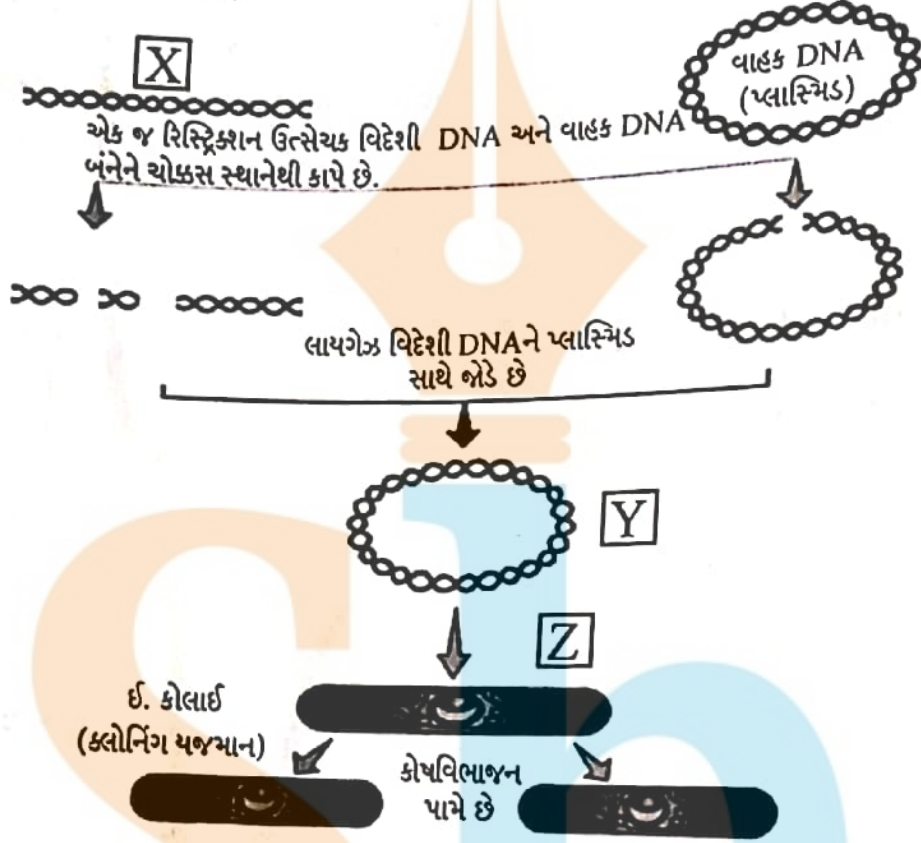 X
વાહક DNA
(પ્લાસ્મિડ)
એક જ રિસ્ટ્રિક્શન ઉત્સેચક વિદેશી DNA અને વાહક DNA
બંનેને ચોક્કસ સ્થાનેથી કાપે છે.
લાયગેઝ વિદેશી DNAને પ્લાસ્મિડ
સાથે જોડે છે
Y
Z
ઈ. કોલાઈ
(ક્લોનિંગ યજમાન)
કોષવિભાજન
પામે છે